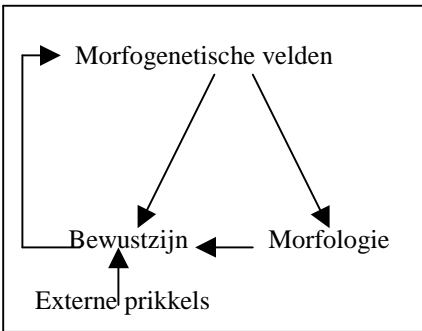 Morfogenetische velden
Bewustzijn Morfologie
Externe prikkels